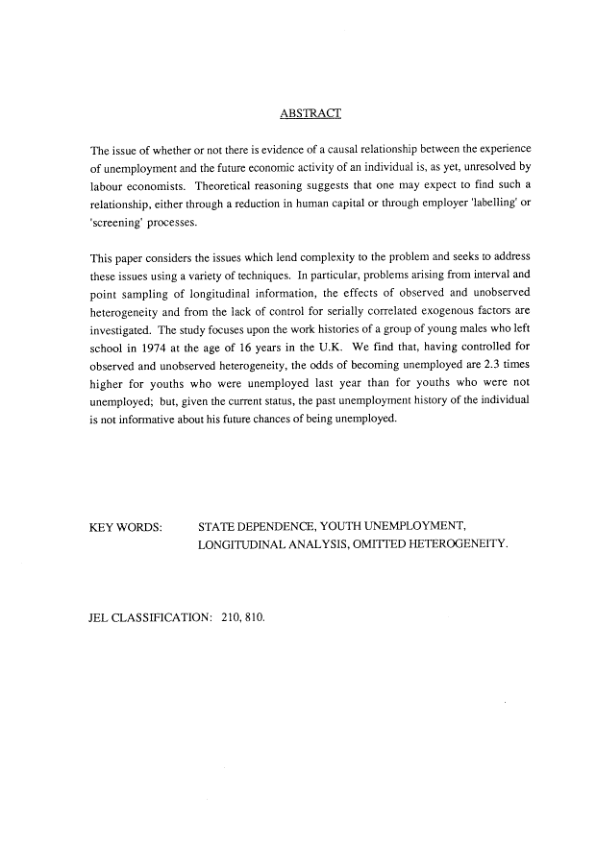 ABSTRACT
The issue of whether or not there is evidence of a causal relationship between the experience
of unemployment and the future economic activity of an individual is, as yet, unresolved by
labour economists. Theoretical reasoning suggests that one may expect to find such a
relationship, either through a reduction in human capital or through employer 'labelling' or
'screening' processes.
This paper considers the issues which lend complexity to the problem and seeks to address
these issues using a variety of techniques. In particular, problems arising from interval and
point sampling of longitudinal information, the effects of observed and unobserved
heterogeneity and from the lack of control for serially correlated exogenous factors are
investigated. The study focuses upon the work histories of a group of young males who left
school in 1974 at the age of 16 years in the U.K. We find that, having controlled for
observed and unobserved heterogeneity, the odds of becoming unemployed are 2.3 times
higher for youths who were unemployed last year than for youths who were not
unemployed; but, given the current status, the past unemployment history of the individual
is not informative about his future chances of being unemployed.
KEY WORDS: STATE DEPENDENCE, YOUTH UNEMPLOYMENT,
LONGITUDINAL ANALYSIS, OMITTED HETEROGENEITY.
JEL CLASSIFICATION: 210, 810.